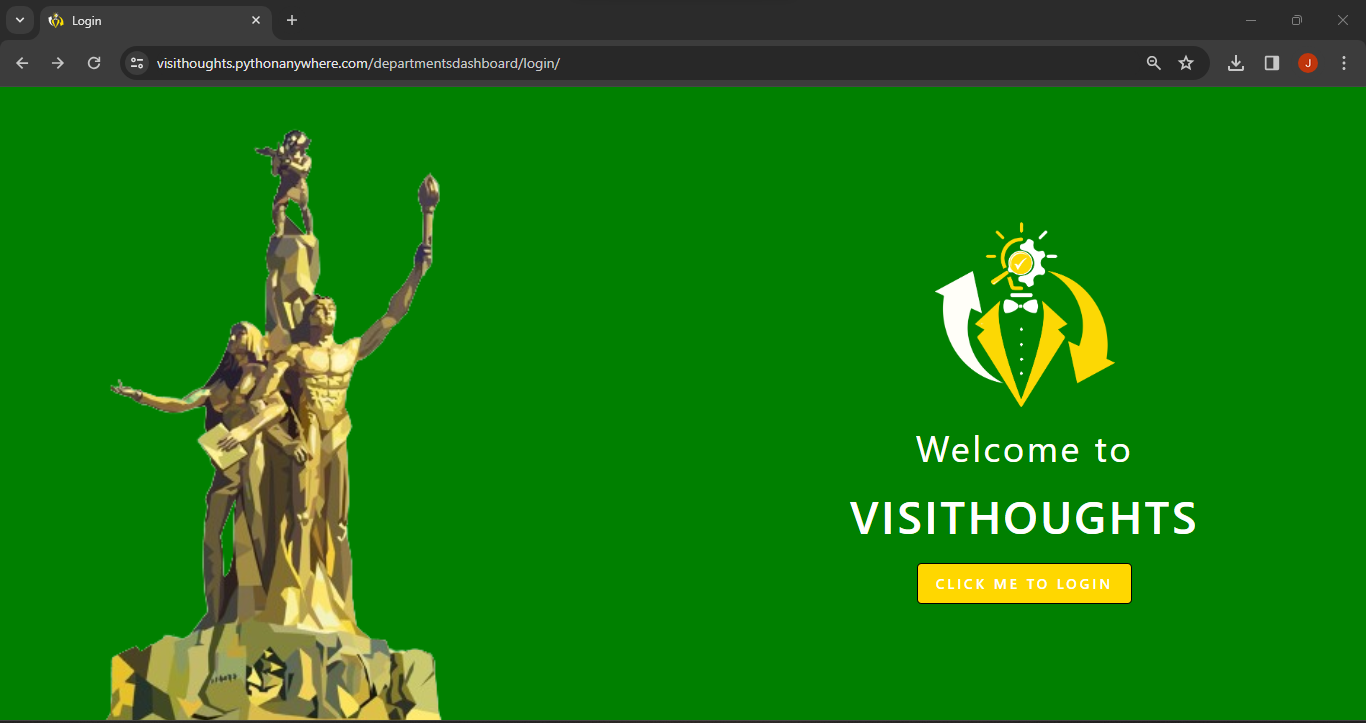 Login
visithoughts.pythonanywhere.com/departmentsdashboard/login/
J
Welcome to
VISITHOUGHTS
CLICK ME TO LOGIN